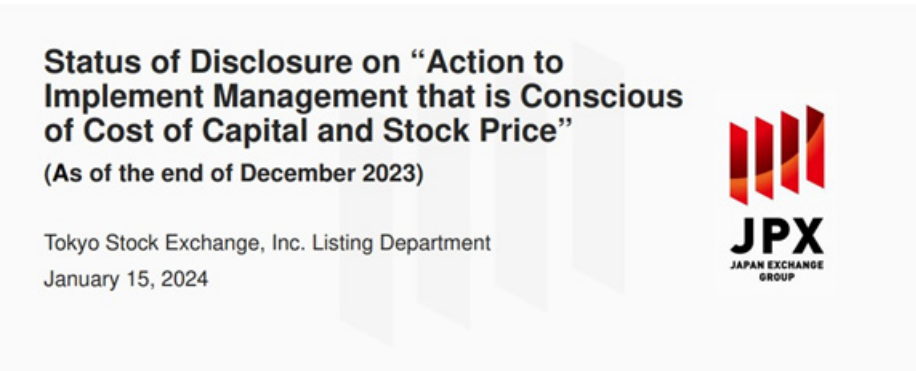 Status of Disclosure on “Action to
Implement Management that is Conscious
of Cost of Capital and Stock Price”
(As of the end of December 2023)
Tokyo Stock Exchange, Inc. Listing Department
January 15, 2024
JPX
JAPAN EXCHANGE
GROUP